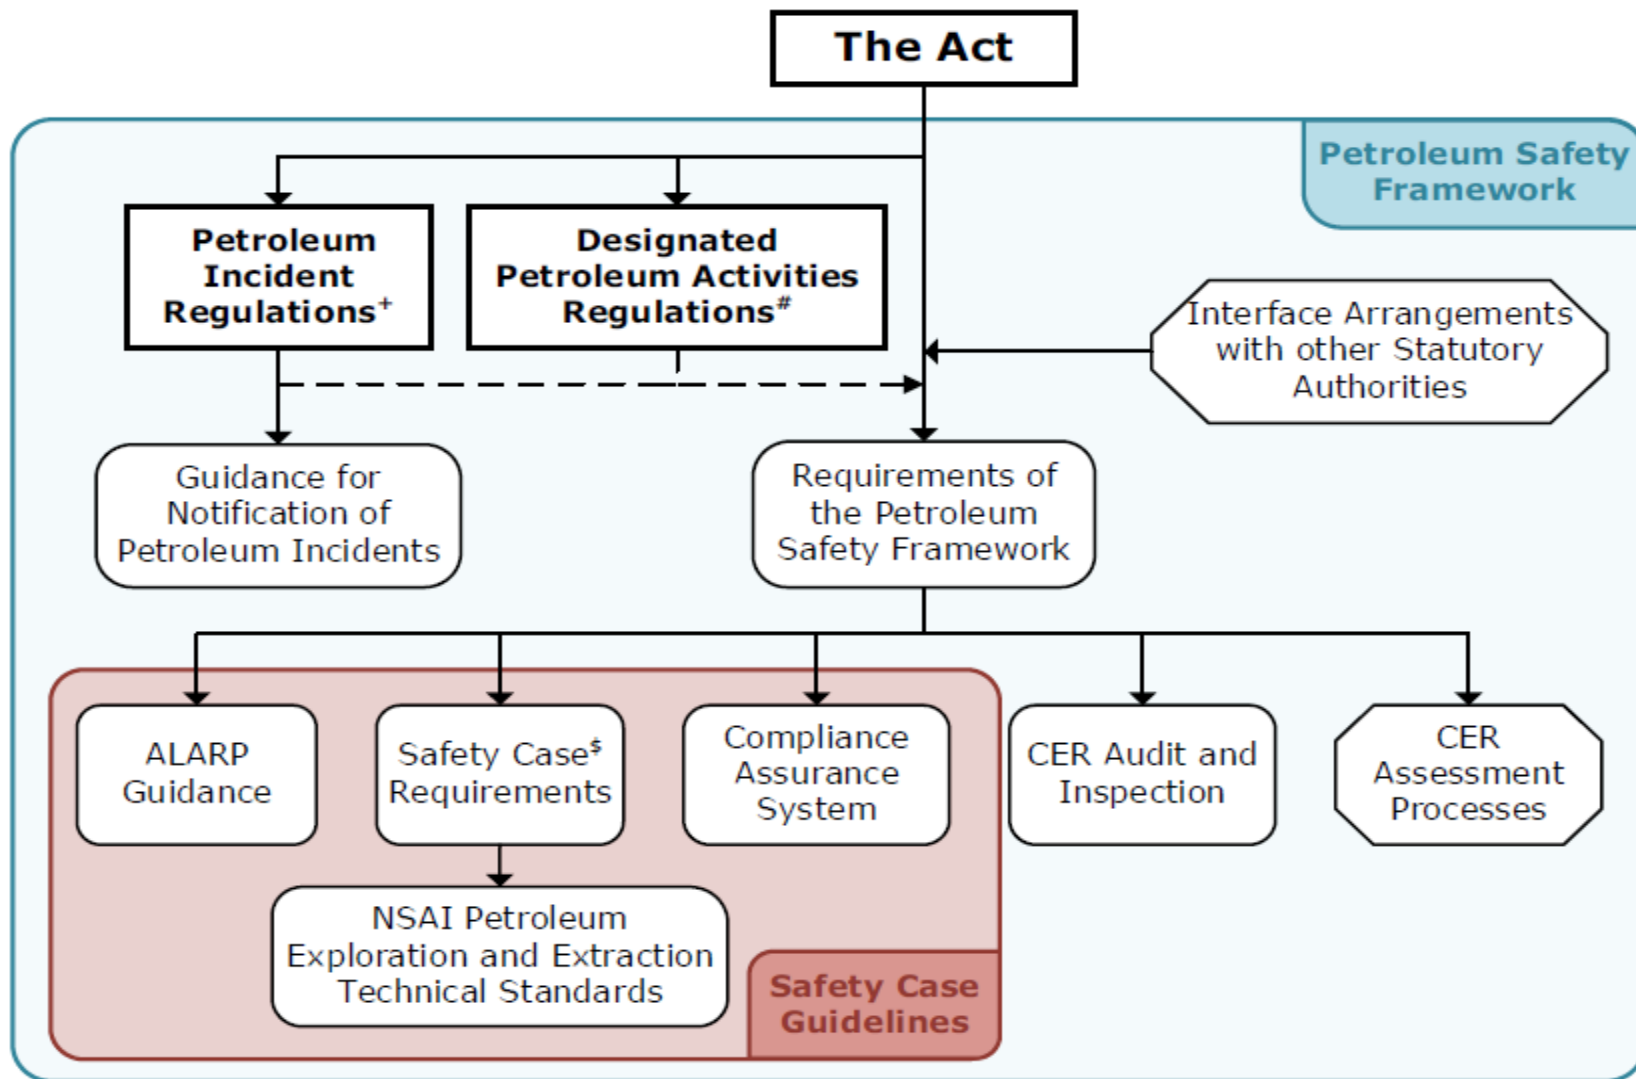 The Act
Petroleum Safety
Framework
Petroleum
Incident
Regulations⁺
Designated
Petroleum Activities
Regulations#
Interface Arrangements
with other Statutory
Authorities
Guidance for
Notification of
Petroleum Incidents
Requirements of
the Petroleum
Safety Framework
ALARP
Guidance
Safety Case$
Requirements
Compliance
Assurance
System
CER Audit and
Inspection
CER
Assessment
Processes
NSAI Petroleum
Exploration and Extraction
Technical Standards
Safety Case
Guidelines